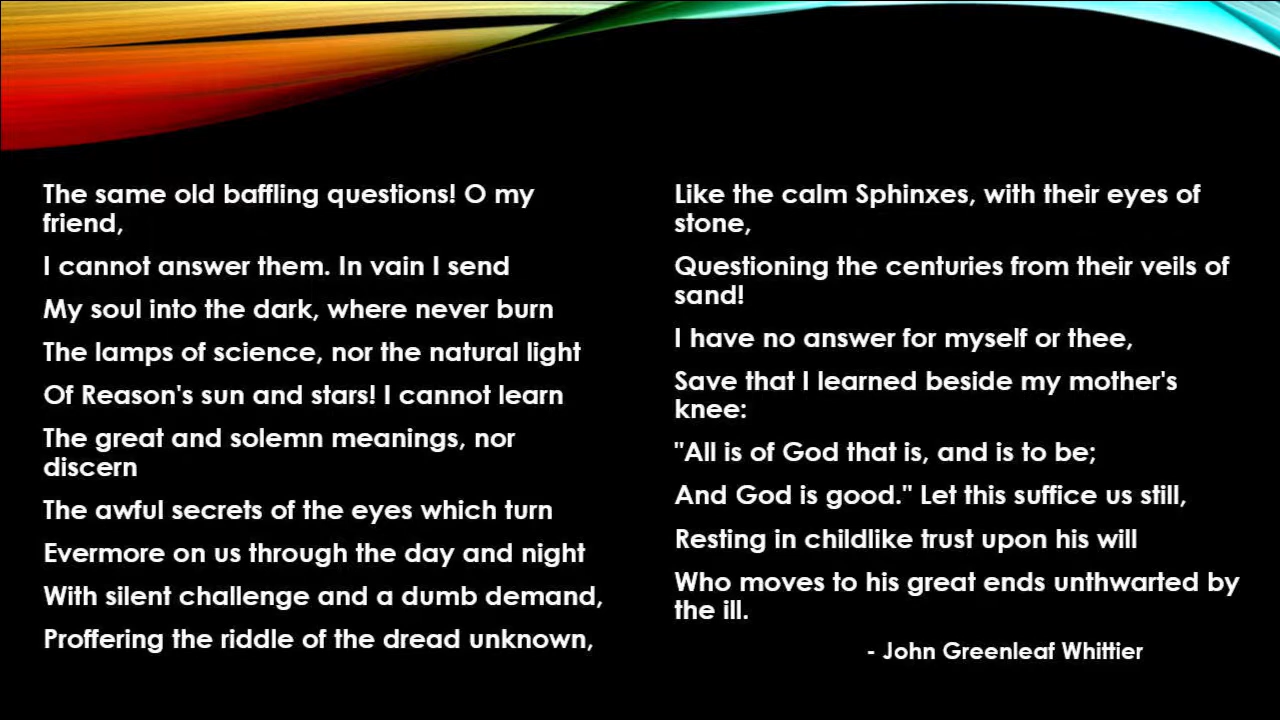 The same old baffling questions! O my
friend,
I cannot answer them. In vain I send
My soul into the dark, where never burn
The lamps of science, nor the natural light
Of Reason's sun and stars! I cannot learn
The great and solemn meanings, nor
discern
The awful secrets of the eyes which turn
Evermore on us through the day and night
With silent challenge and a dumb demand,
Proffering the riddle of the dread unknown,
Like the calm Sphinxes, with their eyes of
stone,
Questioning the centuries from their veils of
sand!
I have no answer for myself or thee,
Save that I learned beside my mother's
knee:
"All is of God that is, and is to be;
And God is good." Let this suffice us still,
Resting in childlike trust upon his will
Who moves to his great ends unthwarted by
the ill.
- John Greenleaf Whittier